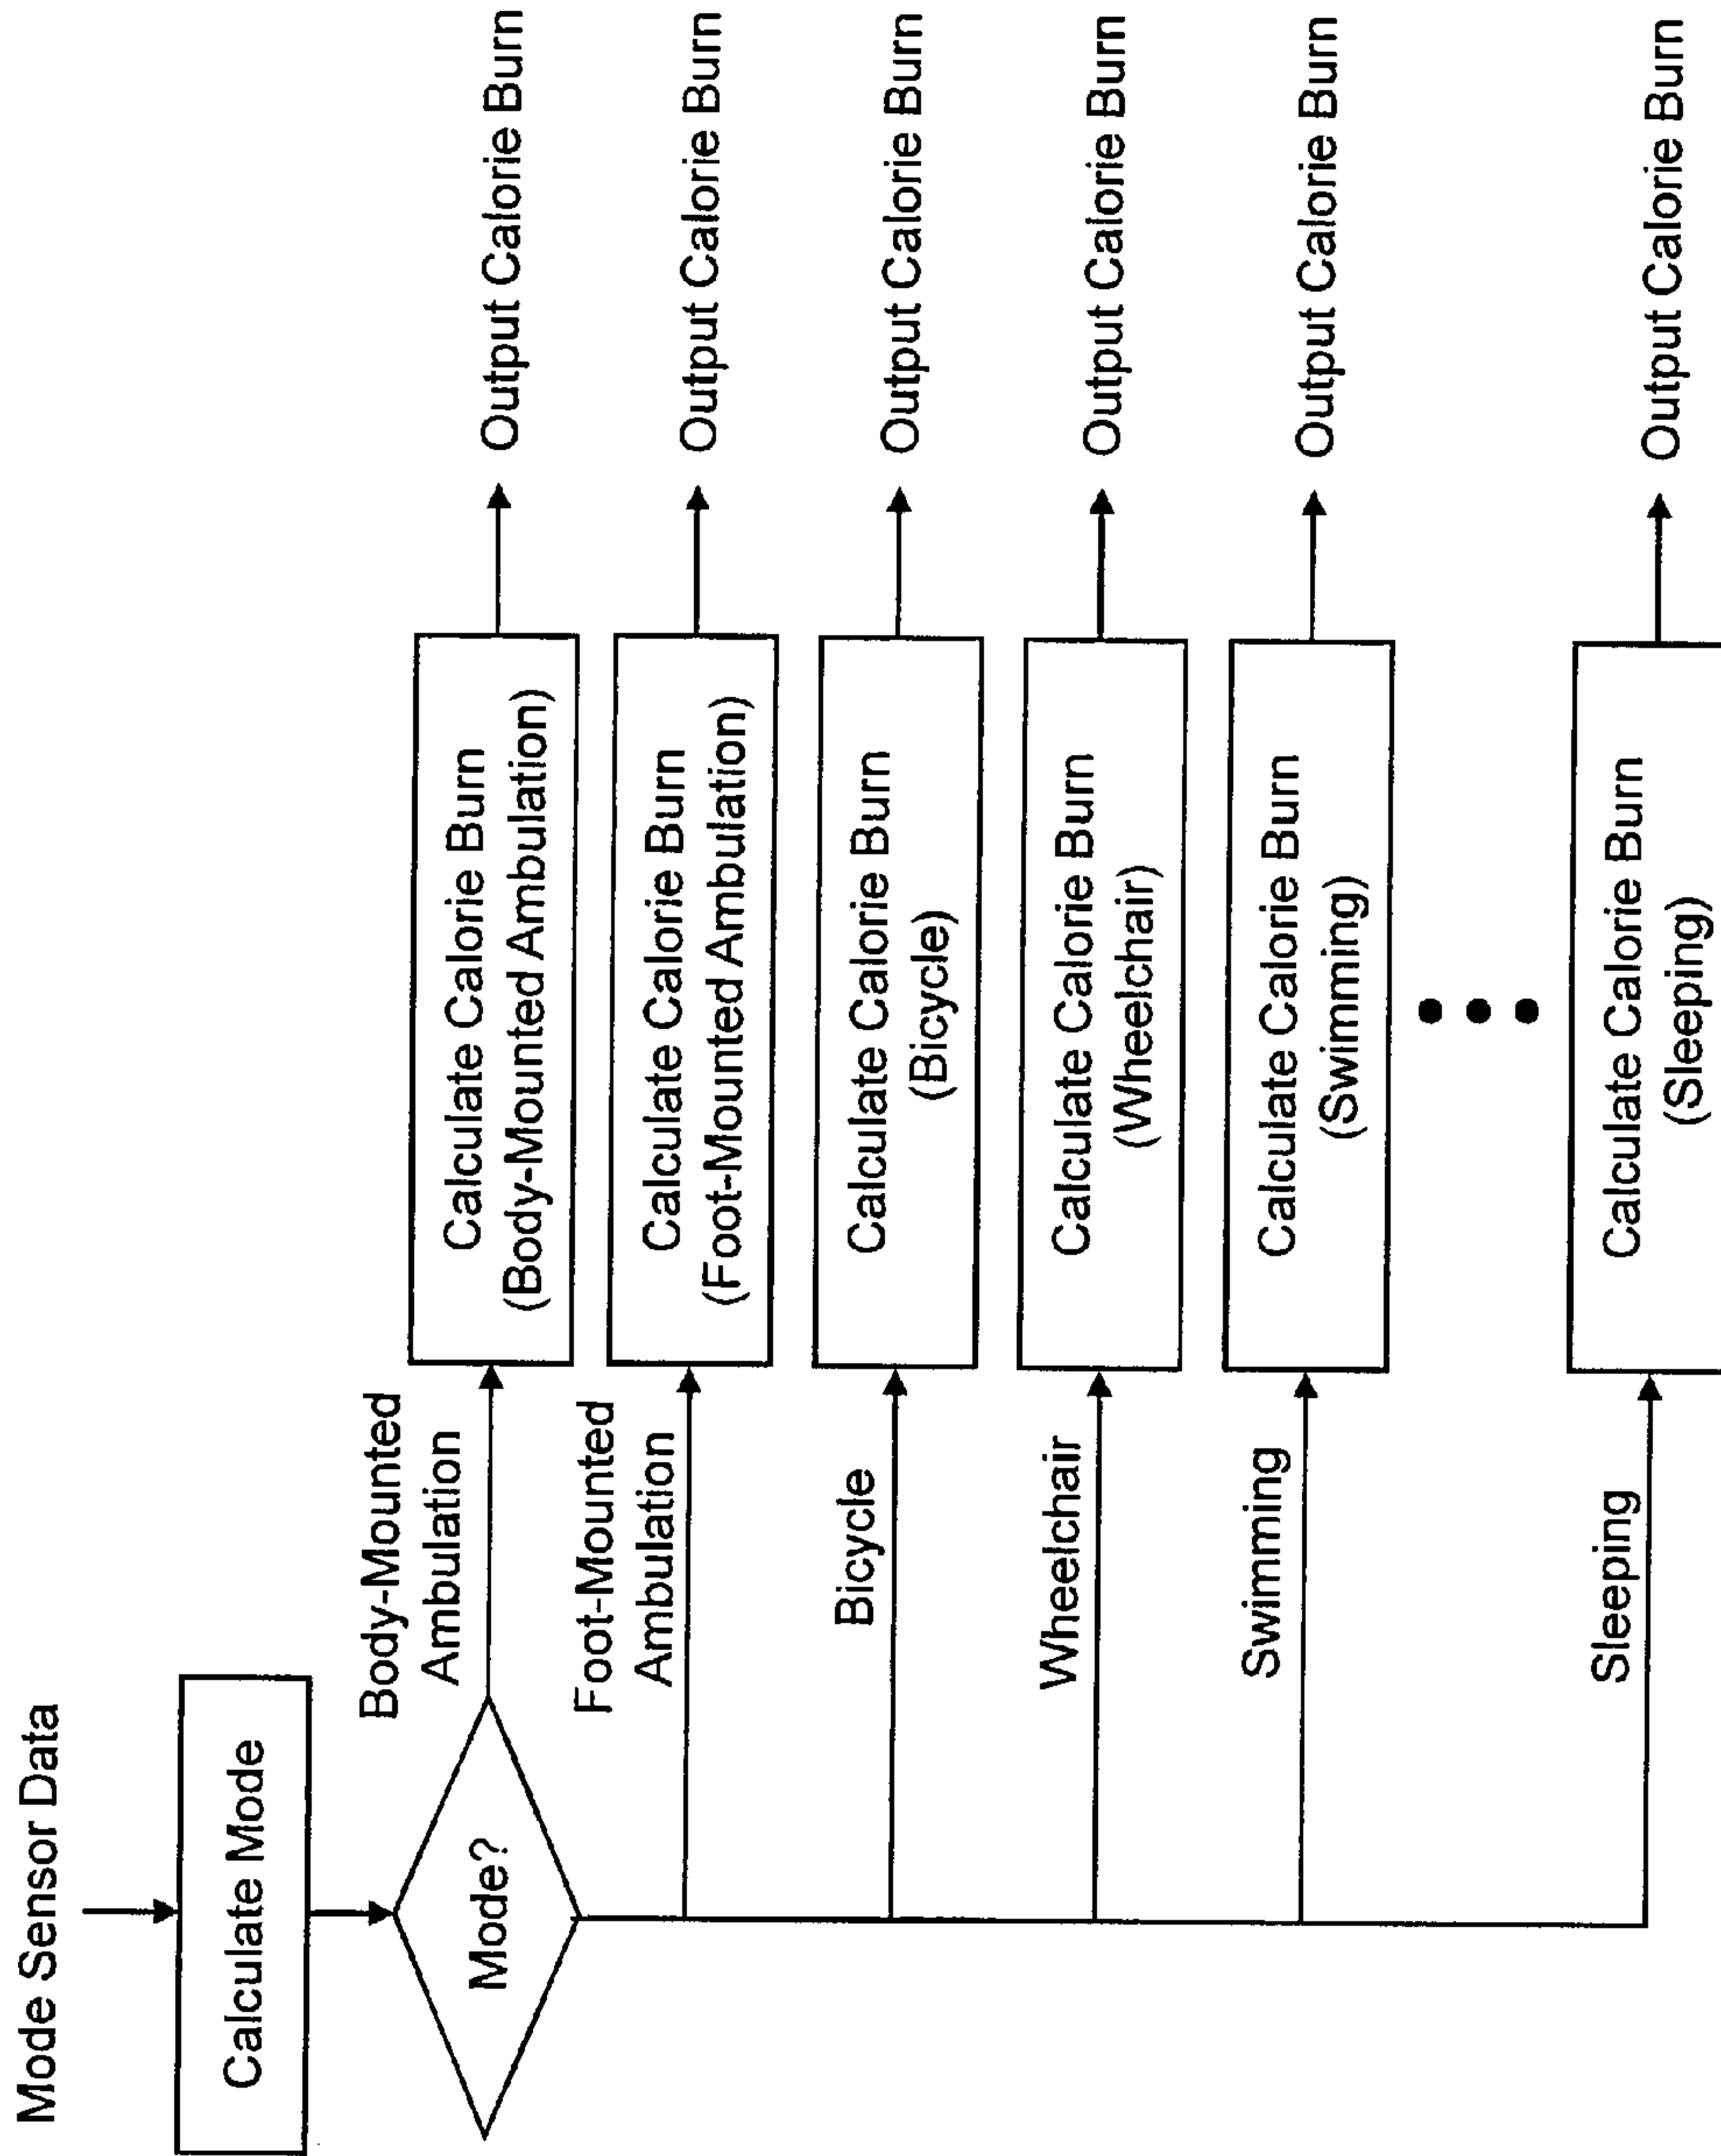 Mode Sensor Data
Calculate Mode
Mode?
Body-Mounted
Ambulation
Calculate Calorie Burn
(Body-Mounted Ambulation)
Output Calorie Burn
Foot-Mounted
Ambulation
Calculate Calorie Burn
(Foot-Mounted Ambulation)
Output Calorie Burn
Bicycle
Calculate Calorie Burn
(Bicycle)
Output Calorie Burn
Wheelchair
Calculate Calorie Burn
(Wheelchair)
Output Calorie Burn
Swimming
Calculate Calorie Burn
(Swimming)
Output Calorie Burn
Sleeping
Calculate Calorie Burn
(Sleeping)
Output Calorie Burn